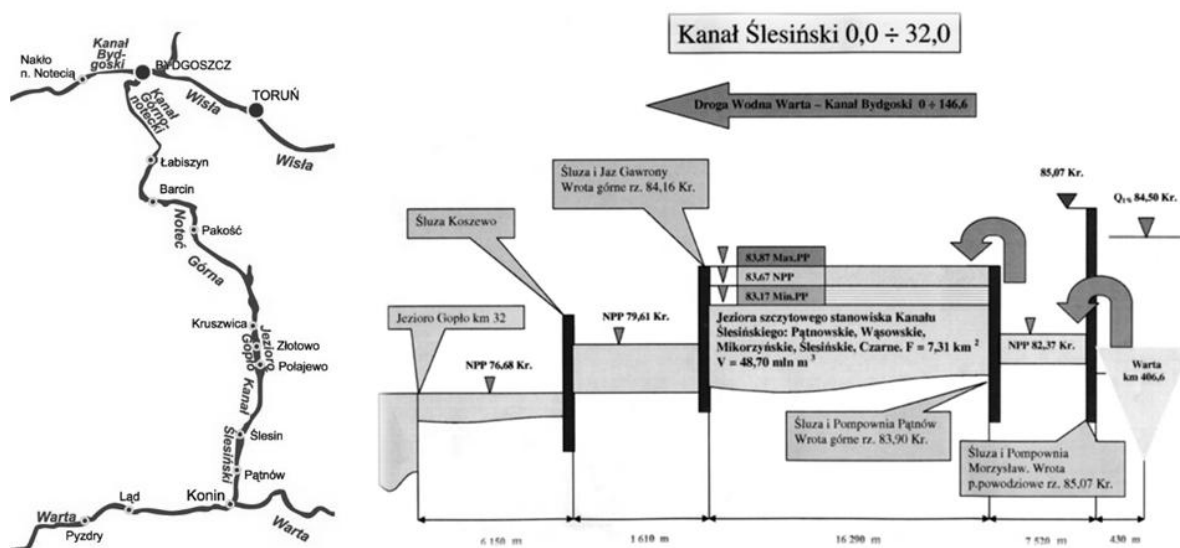 Kanał
Byd-
goski
Nakło
n. Notecią
BYDGOSZCZ
Kanał
Górno-
notecki
Wisła
TORUŃ
Wisła
Łabiszyn
Barcin
Noteć
Pakość
Górna
Kruszwica
Jezioro
Gopło
Złotowo
Połajewo
Kanał
Ślesiński
Ślesin
Pątnów
Konin
Ląd
Warta
Pyzdry
Warta
Kanał Ślesiński 0,0 ÷ 32,0
Droga Wodna Warta – Kanał Bydgoski 0 ÷ 146,6
Śluza i Jaz Gawrony
Wrota górne rz. 84,16 Kr.
85,07 Kr.
Q1% 84,50 Kr.
Śluza Koszewo
83,87 Max.PP
83,67 NPP
83,17 Min.PP
Jezioro Gopło km 32
NPP 79,61 Kr.
Jeziora szczytowego stanowiska Kanału
Ślesińskiego: Pątnowskie, Wąsowskie,
Mikorzyńskie, Ślesińskie, Czarne. F = 7,31 km 2
V = 48,70 mln m 3
NPP 82,37 Kr.
NPP 76,68 Kr.
Warta
km 406,6
Śluza i Pompownia Pątnów
Wrota górne rz. 83,90 Kr.
Śluza i Pompownia
Morzysław. Wrota
p.powodziowe rz. 85,07 Kr.
6 150 m
1 610 m
16 290 m
7 520 m
430 m